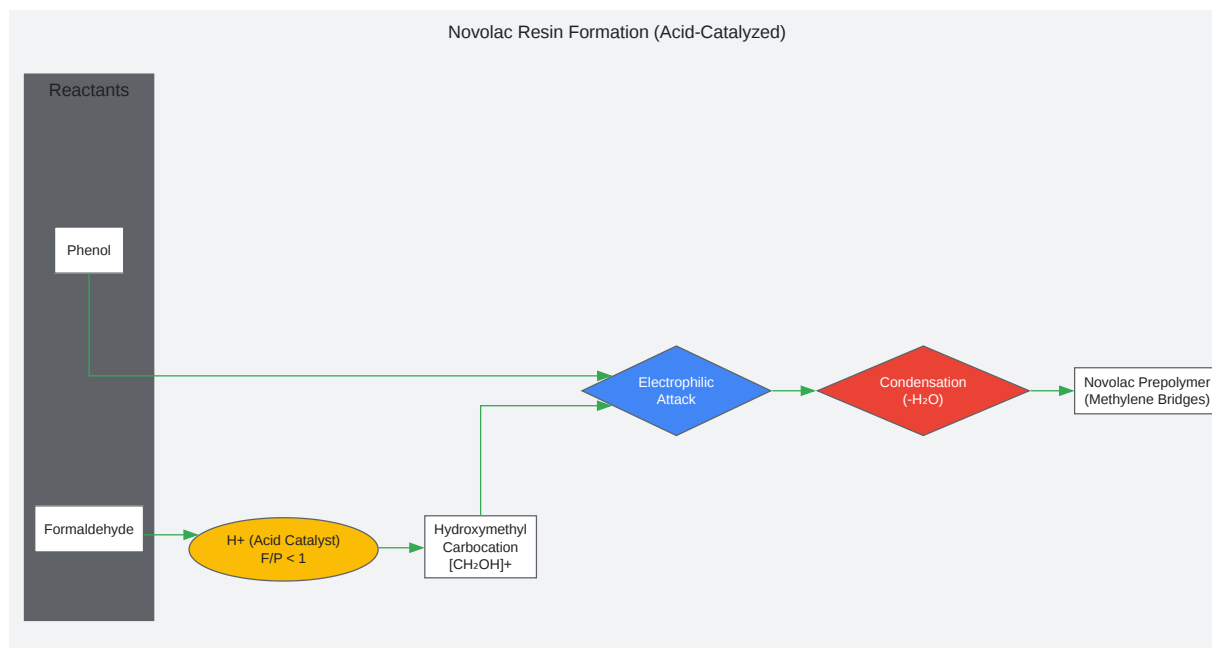 Novolac Resin Formation (Acid-Catalyzed)
Reactants
Phenol
Electrophilic
Attack
Condensation
(-H₂O)
Novolac Prepolymer
(Methylene Bridges)
Formaldehyde
H+ (Acid Catalyst)
F/P < 1
Hydroxymethyl
Carbocation
[CH₂OH]+